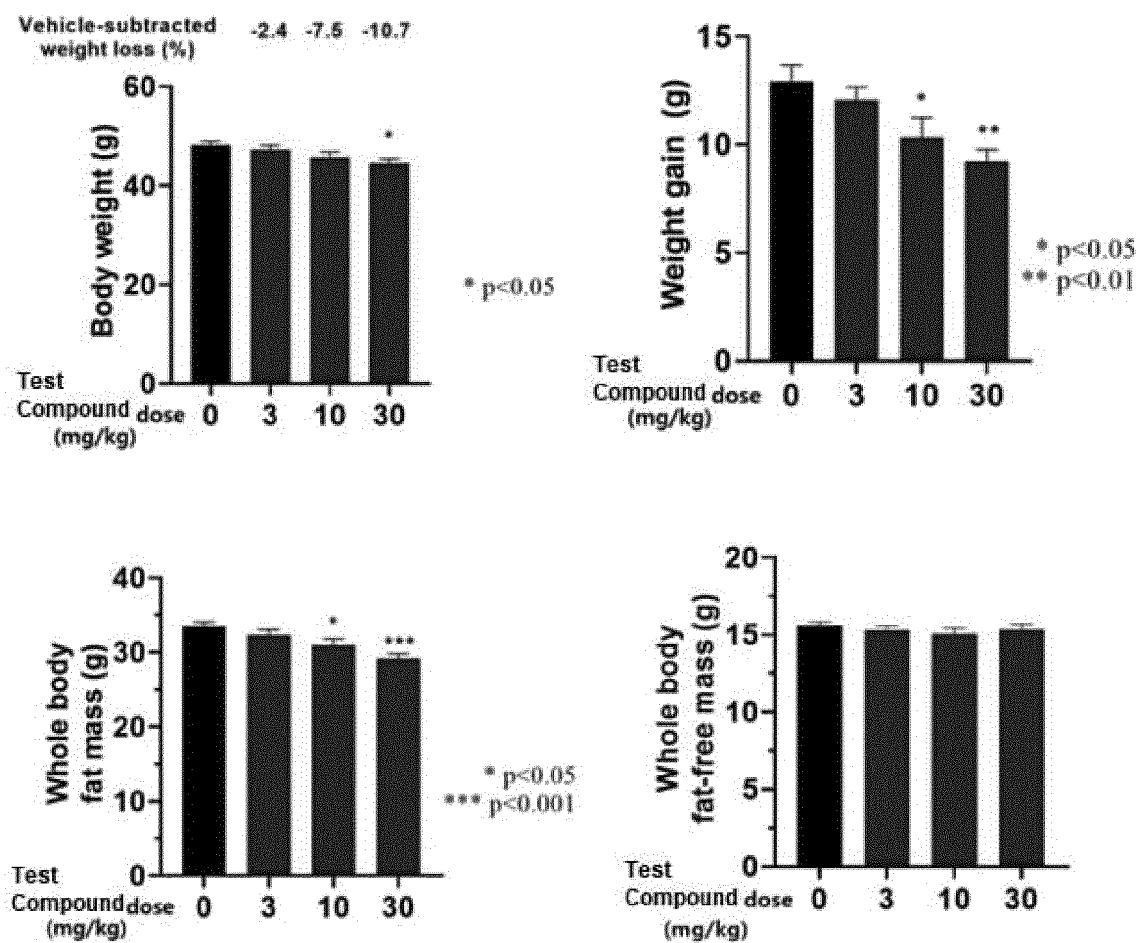 Vehicle-subtracted
weight loss (%)
-2.4 -7.5 -10.7
Body weight (g)
60
40
20
0
*
* p<0.05
Test
Compound dose
(mg/kg)
0 3 10 30
Weight gain (g)
15
10
5
0
*
**
* p<0.05
** p<0.01
Test
Compound dose
(mg/kg)
0 3 10 30
Whole body
fat mass (g)
40
30
20
10
0
*
***
* p<0.05
*** p<0.001
Test
Compound dose
(mg/kg)
0 3 10 30
Whole body
fat-free mass (g)
20
15
10
5
0
Test
Compound dose
(mg/kg)
0 3 10 30